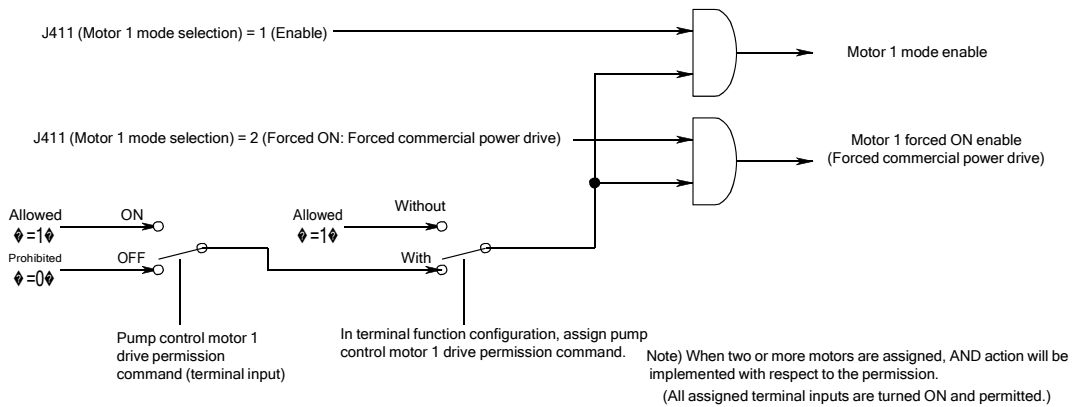 J411 (Motor 1 mode selection) = 1 (Enable)
Motor 1 mode enable
J411 (Motor 1 mode selection) = 2 (Forced ON: Forced commercial power drive)
Motor 1 forced ON enable
(Forced commercial power drive)
Allowed
�=1�
ON
Prohibited
�=0�
OFF
Allowed
�=1�
Without
With
Pump control motor 1
drive permission
command (terminal input)
In terminal function configuration, assign pump
control motor 1 drive permission command.
Note) When two or more motors are assigned, AND action will be
implemented with respect to the permission.
(All assigned terminal inputs are turned ON and permitted.)